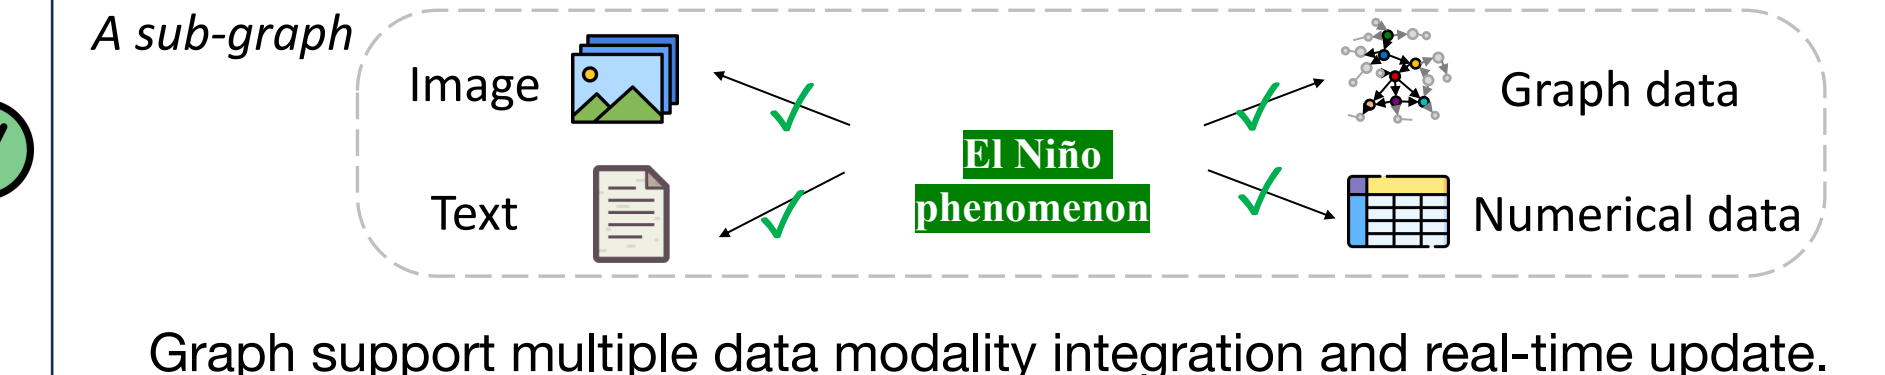 A sub-graph
Image
Graph data
El Niño
phenomenon
Text
Numerical data
Graph support multiple data modality integration and real-time update.